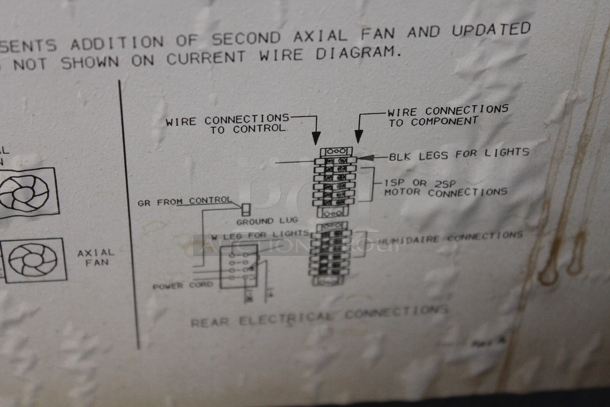 SENTS ADDITION OF SECOND AXIAL FAN AND UPDATED
NOT SHOWN ON CURRENT WIRE DIAGRAM.
WIRE CONNECTIONS
TO CONTROL
WIRE CONNECTIONS
TO COMPONENT
BLK LEGS FOR LIGHTS
1SP OR 2SP
MOTOR CONNECTIONS
GR FROM CONTROL
GROUND LUG
W LEG FOR LIGHTS
HUMIDAIRE CONNECTIONS
AXIAL
FAN
POWER CORD
REAR ELECTRICAL CONNECTIONS